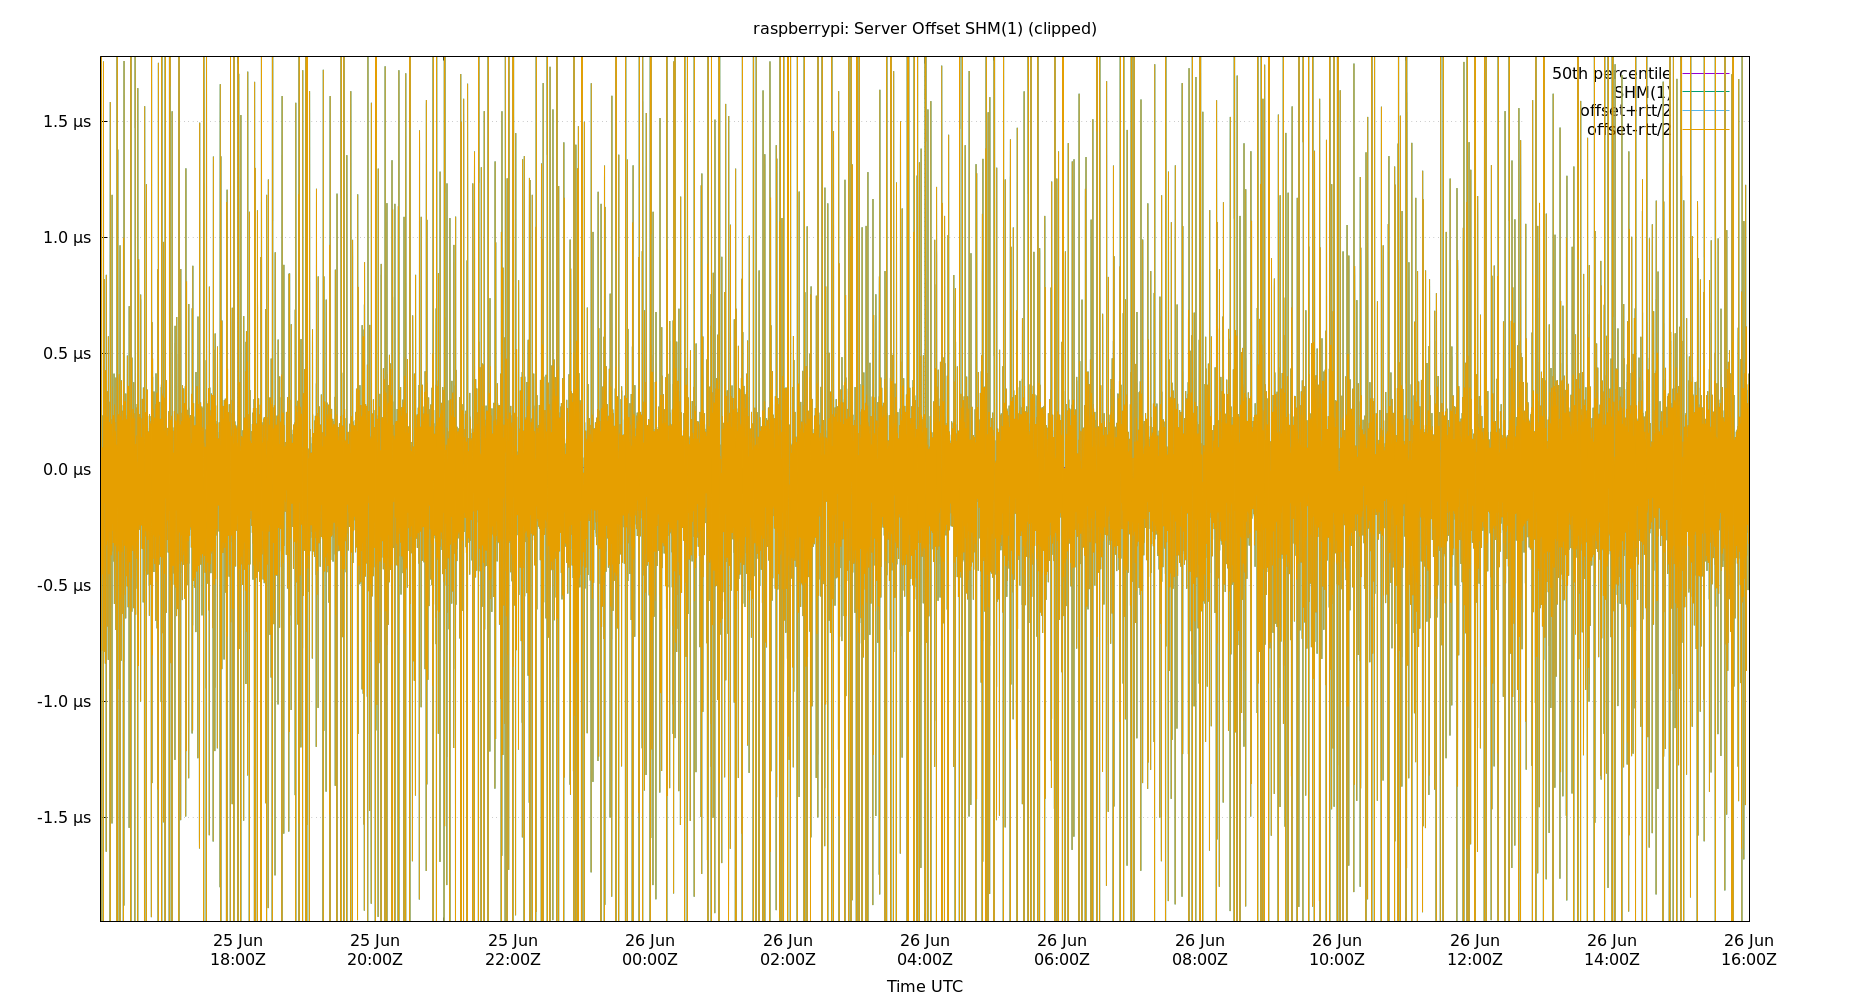 raspberrypi: Server Offset SHM(1) (clipped)
50th percentile
SHM(1)
offset+rtt/2
offset-rtt/2
1.5 µs
1.0 µs
0.5 µs
0.0 µs
-0.5 µs
-1.0 µs
-1.5 µs
25 Jun 25 Jun 25 Jun 26 Jun 26 Jun 26 Jun 26 Jun 26 Jun 26 Jun 26 Jun 26 Jun 26 Jun
18:00Z 20:00Z 22:00Z 00:00Z 02:00Z 04:00Z 06:00Z 08:00Z 10:00Z 12:00Z 14:00Z 16:00Z
Time UTC